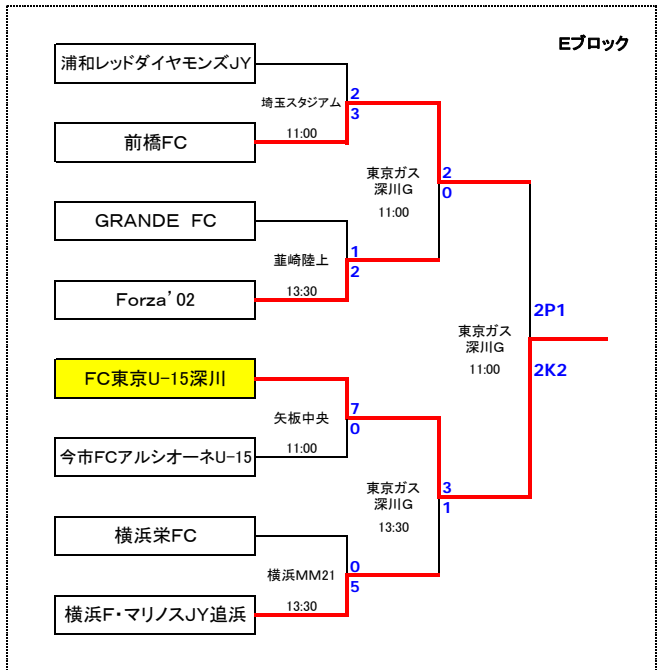 Eブロック
浦和レッドダイヤモンズJY
埼玉スタジアム
2
3
11:00
前橋FC
東京ガス
深川G
11:00
2
0
GRANDE FC
韮崎陸上
1
2
13:30
Forza'02
東京ガス
深川G
11:00
2P1
2K2
FC東京U-15深川
矢板中央
7
0
11:00
今市FCアルシオーネU-15
東京ガス
深川G
13:30
3
1
横浜栄FC
横浜MM21
0
5
13:30
横浜F・マリノスJY追浜